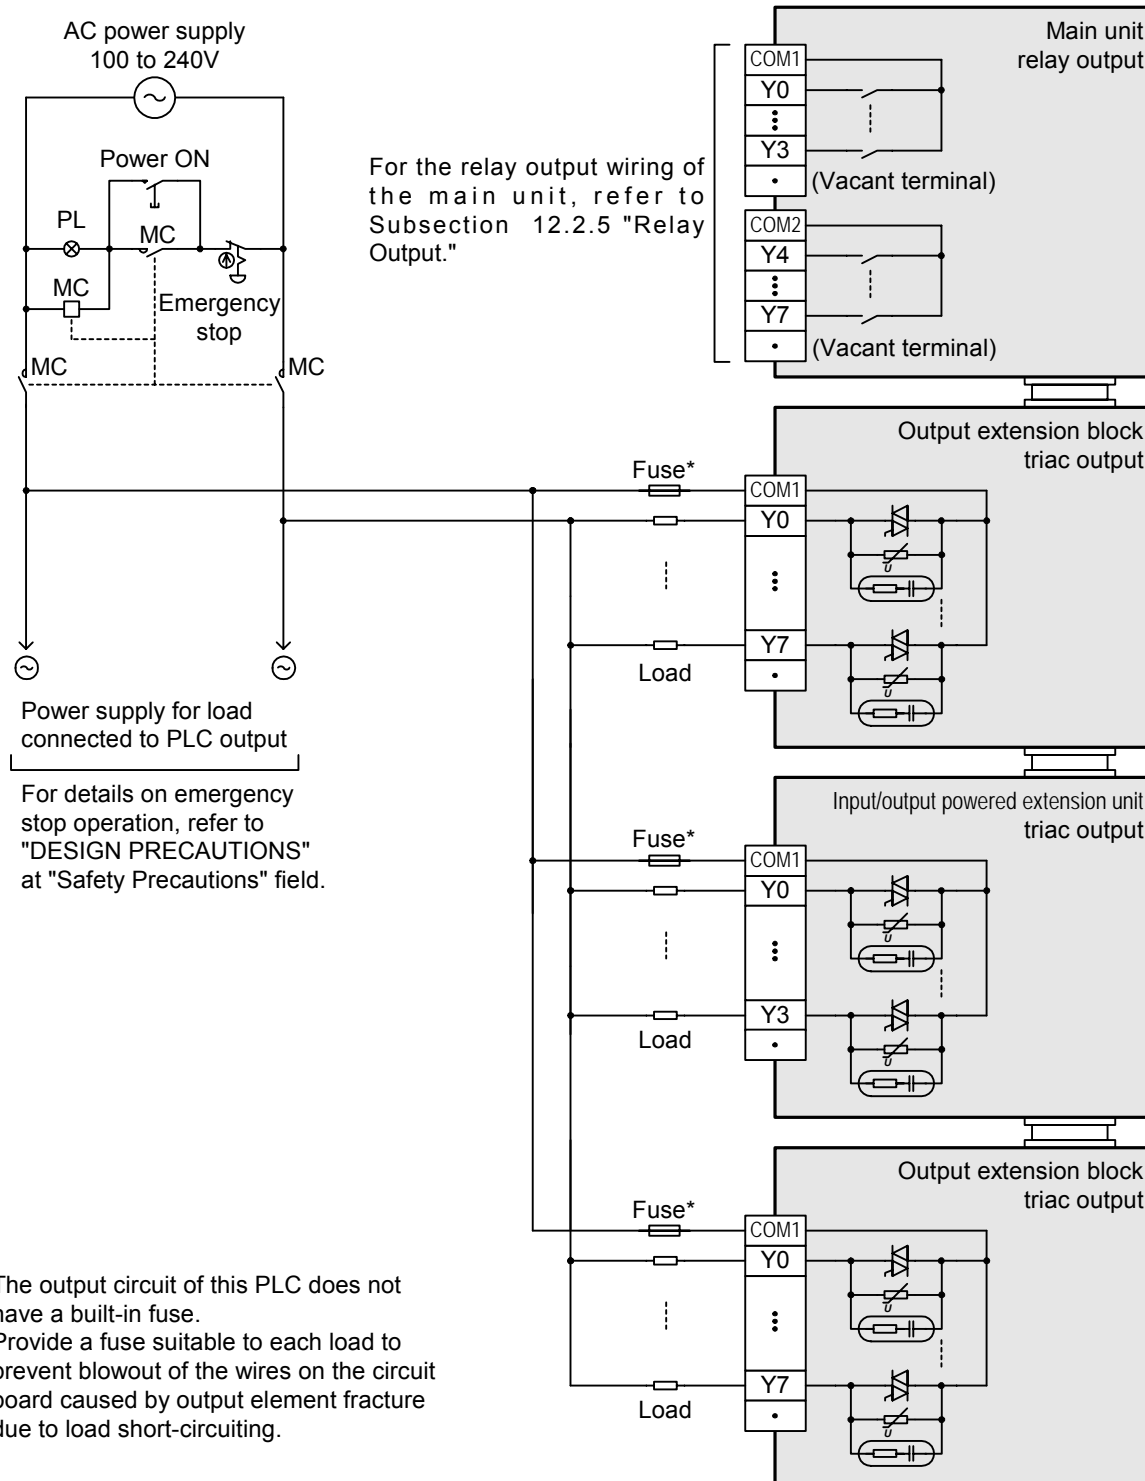 AC power supply
100 to 240V
Power ON
PL
MC
MC
Emergency
stop
MC
MC
Power supply for load
connected to PLC output
For details on emergency
stop operation, refer to
"DESIGN PRECAUTIONS"
at "Safety Precautions" field.
For the relay output wiring of
the main unit, refer to
Subsection 12.2.5 "Relay
Output."
Main unit
relay output
COM1
Y0
Y3
(Vacant terminal)
COM2
Y4
Y7
(Vacant terminal)
Output extension block
triac output
Fuse*
COM1
Y0
U
Y7
Load
U
Input/output powered extension unit
triac output
Fuse*
COM1
Y0
U
Y3
Load
U
Output extension block
triac output
Fuse*
COM1
Y0
U
Y7
Load
U
The output circuit of this PLC does not
have a built-in fuse.
Provide a fuse suitable to each load to
prevent blowout of the wires on the circuit
board caused by output element fracture
due to load short-circuiting.